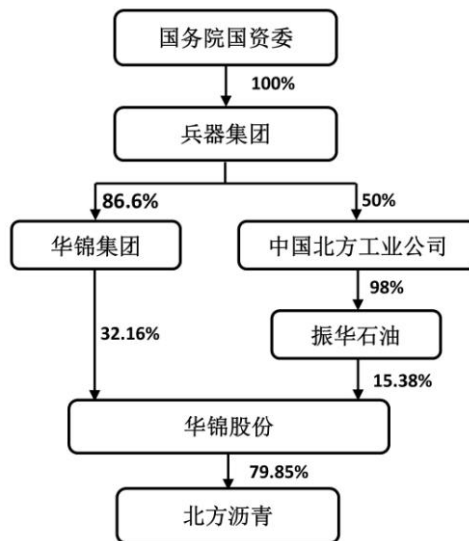 国务院国资委
100%
兵器集团
86.6%
50%
华锦集团
中国北方工业公司
98%
32.16%
振华石油
15.38%
华锦股份
79.85%
北方沥青